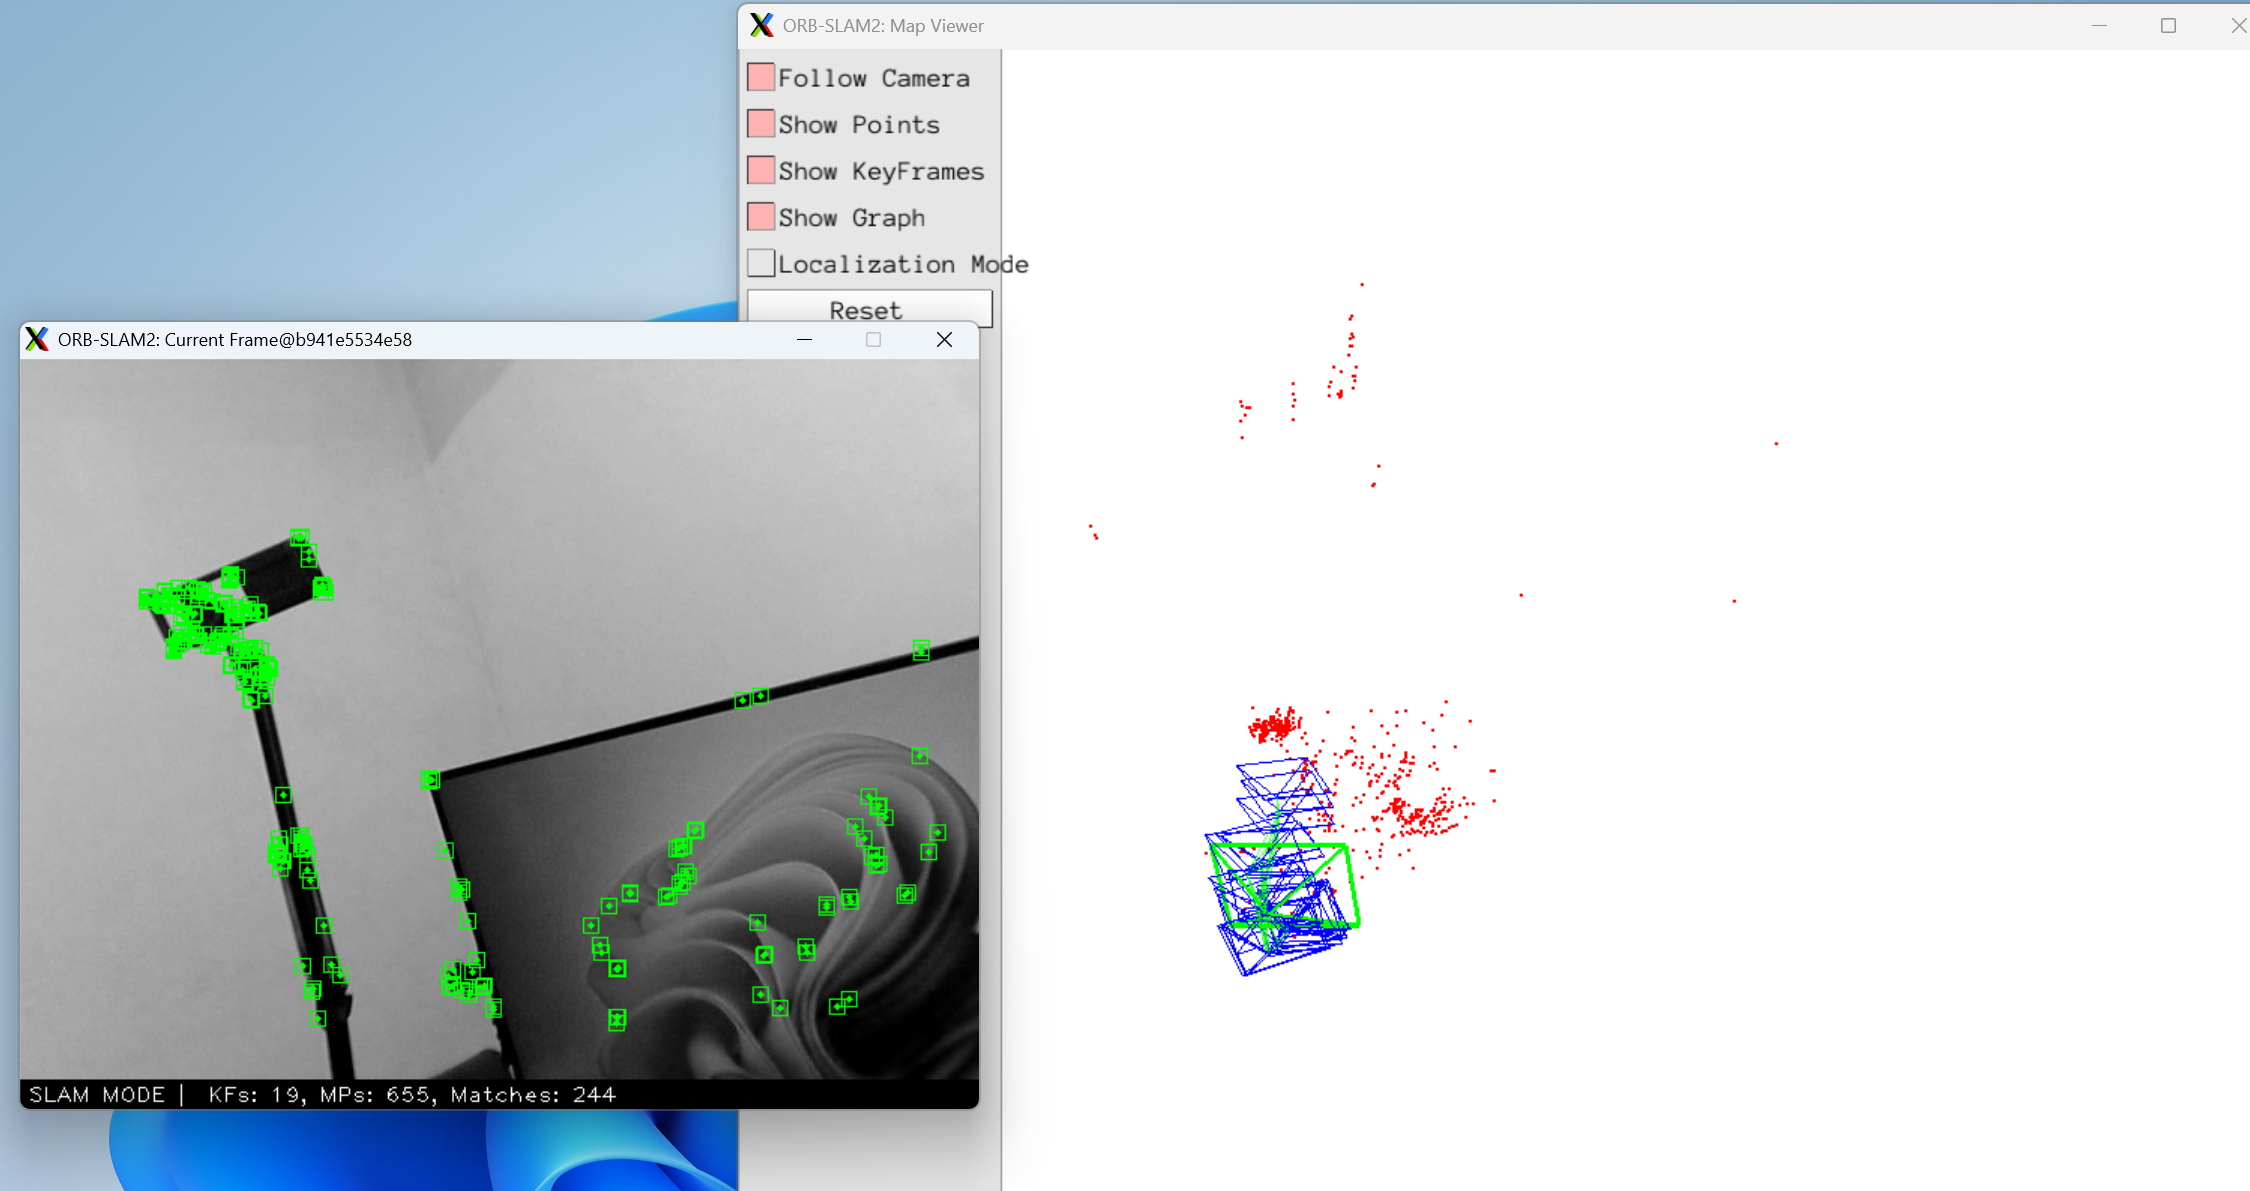 ORB-SLAM2: Map Viewer
Follow Camera
Show Points
Show KeyFrames
Show Graph
Localization Mode
Reset
ORB-SLAM2: Current Frame@b941e5534e58
SLAM MODE | KFs: 19, MPs: 655, Matches: 244